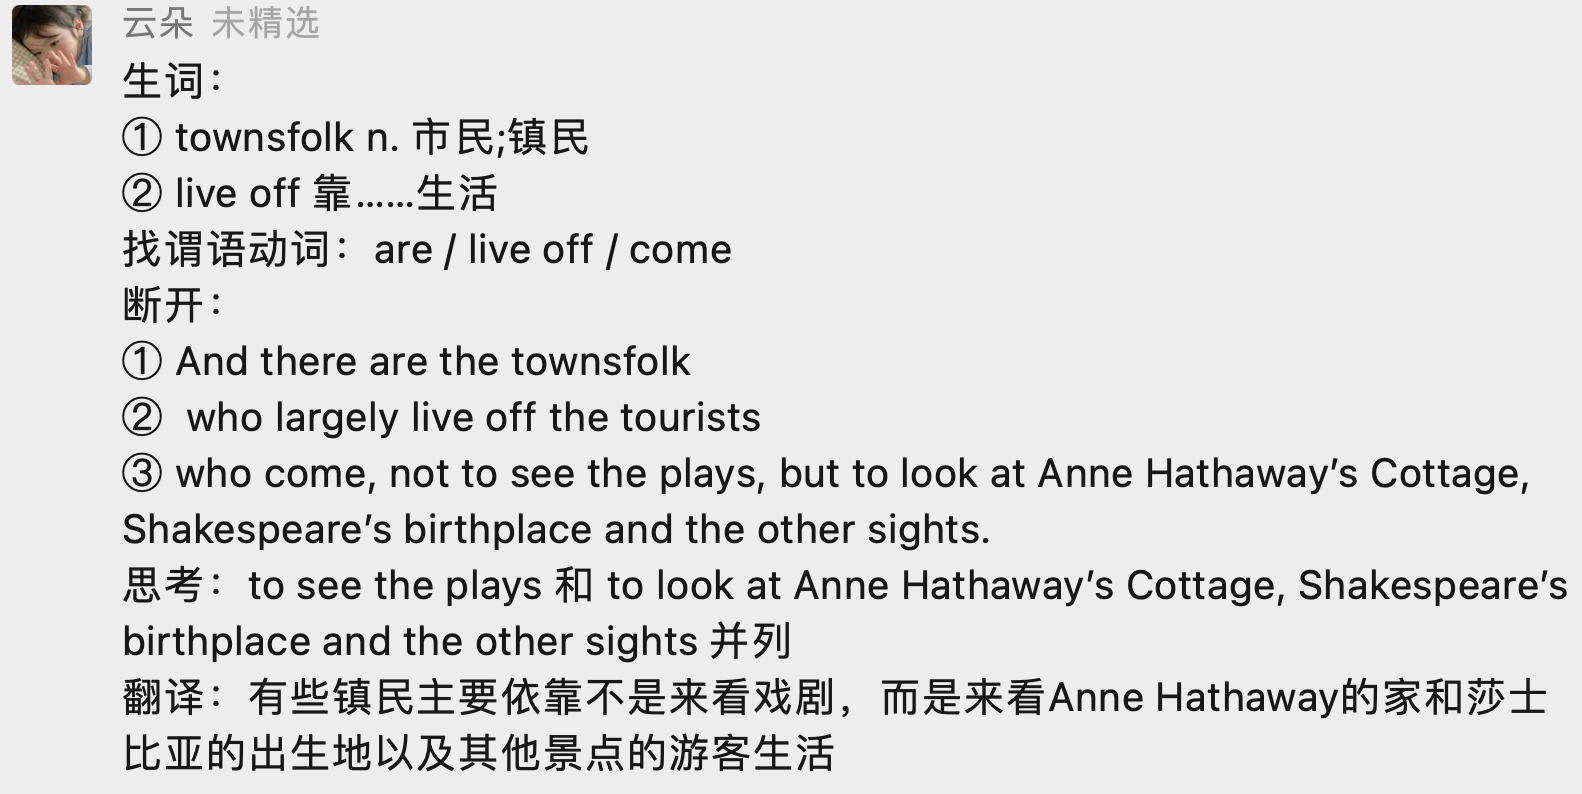 云朵 未精选
生词：
① townsfolk n. 市民;镇民
② live off 靠……生活
找谓语动词： are / live off / come
断开：
① And there are the townsfolk
② who largely live off the tourists
③ who come, not to see the plays, but to look at Anne Hathaway’s Cottage,
Shakespeare’s birthplace and the other sights.
思考： to see the plays 和 to look at Anne Hathaway’s Cottage, Shakespeare’s
birthplace and the other sights 并列
翻译：有些镇民主要依靠不是来看戏剧，而是来看Anne Hathaway的家和莎士
比亚的出生地以及其他景点的游客生活